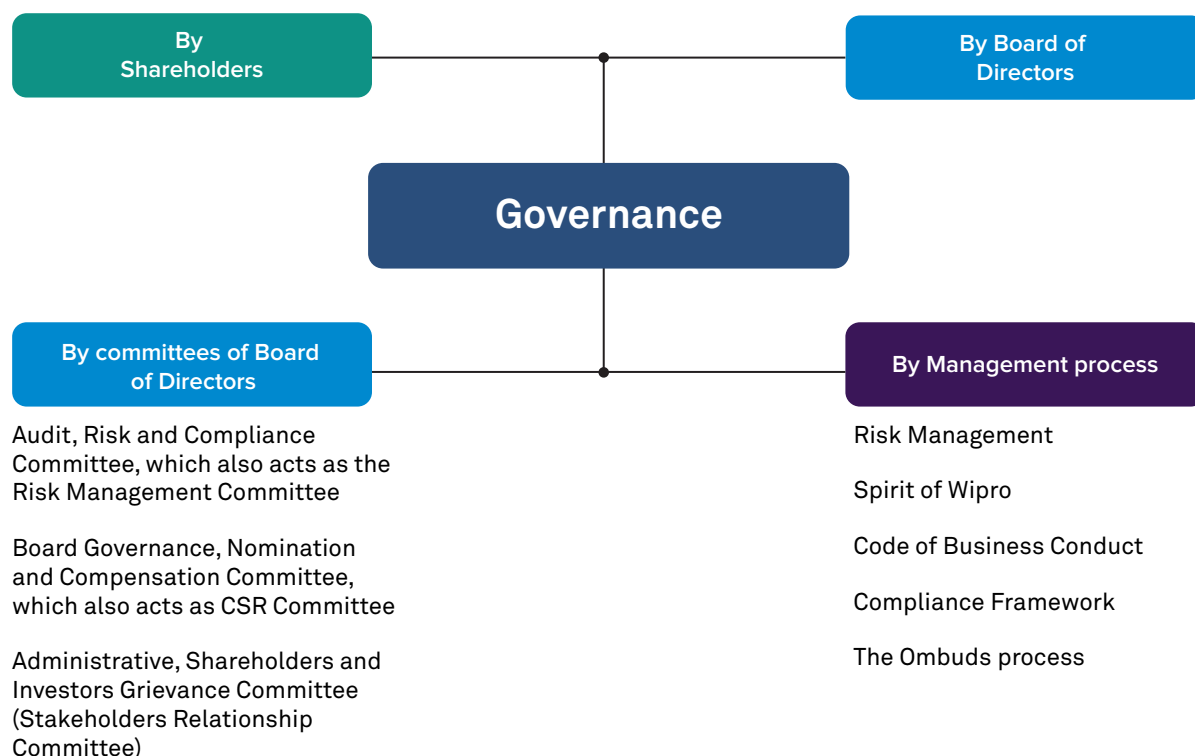 By
Shareholders
By Board of
Directors
Governance
By committees of Board
of Directors
By Management process
Audit, Risk and Compliance
Committee, which also acts as the
Risk Management Committee
Board Governance, Nomination
and Compensation Committee,
which also acts as CSR Committee
Administrative, Shareholders and
Investors Grievance Committee
(Stakeholders Relationship
Committee)
Risk Management
Spirit of Wipro
Code of Business Conduct
Compliance Framework
The Ombuds process